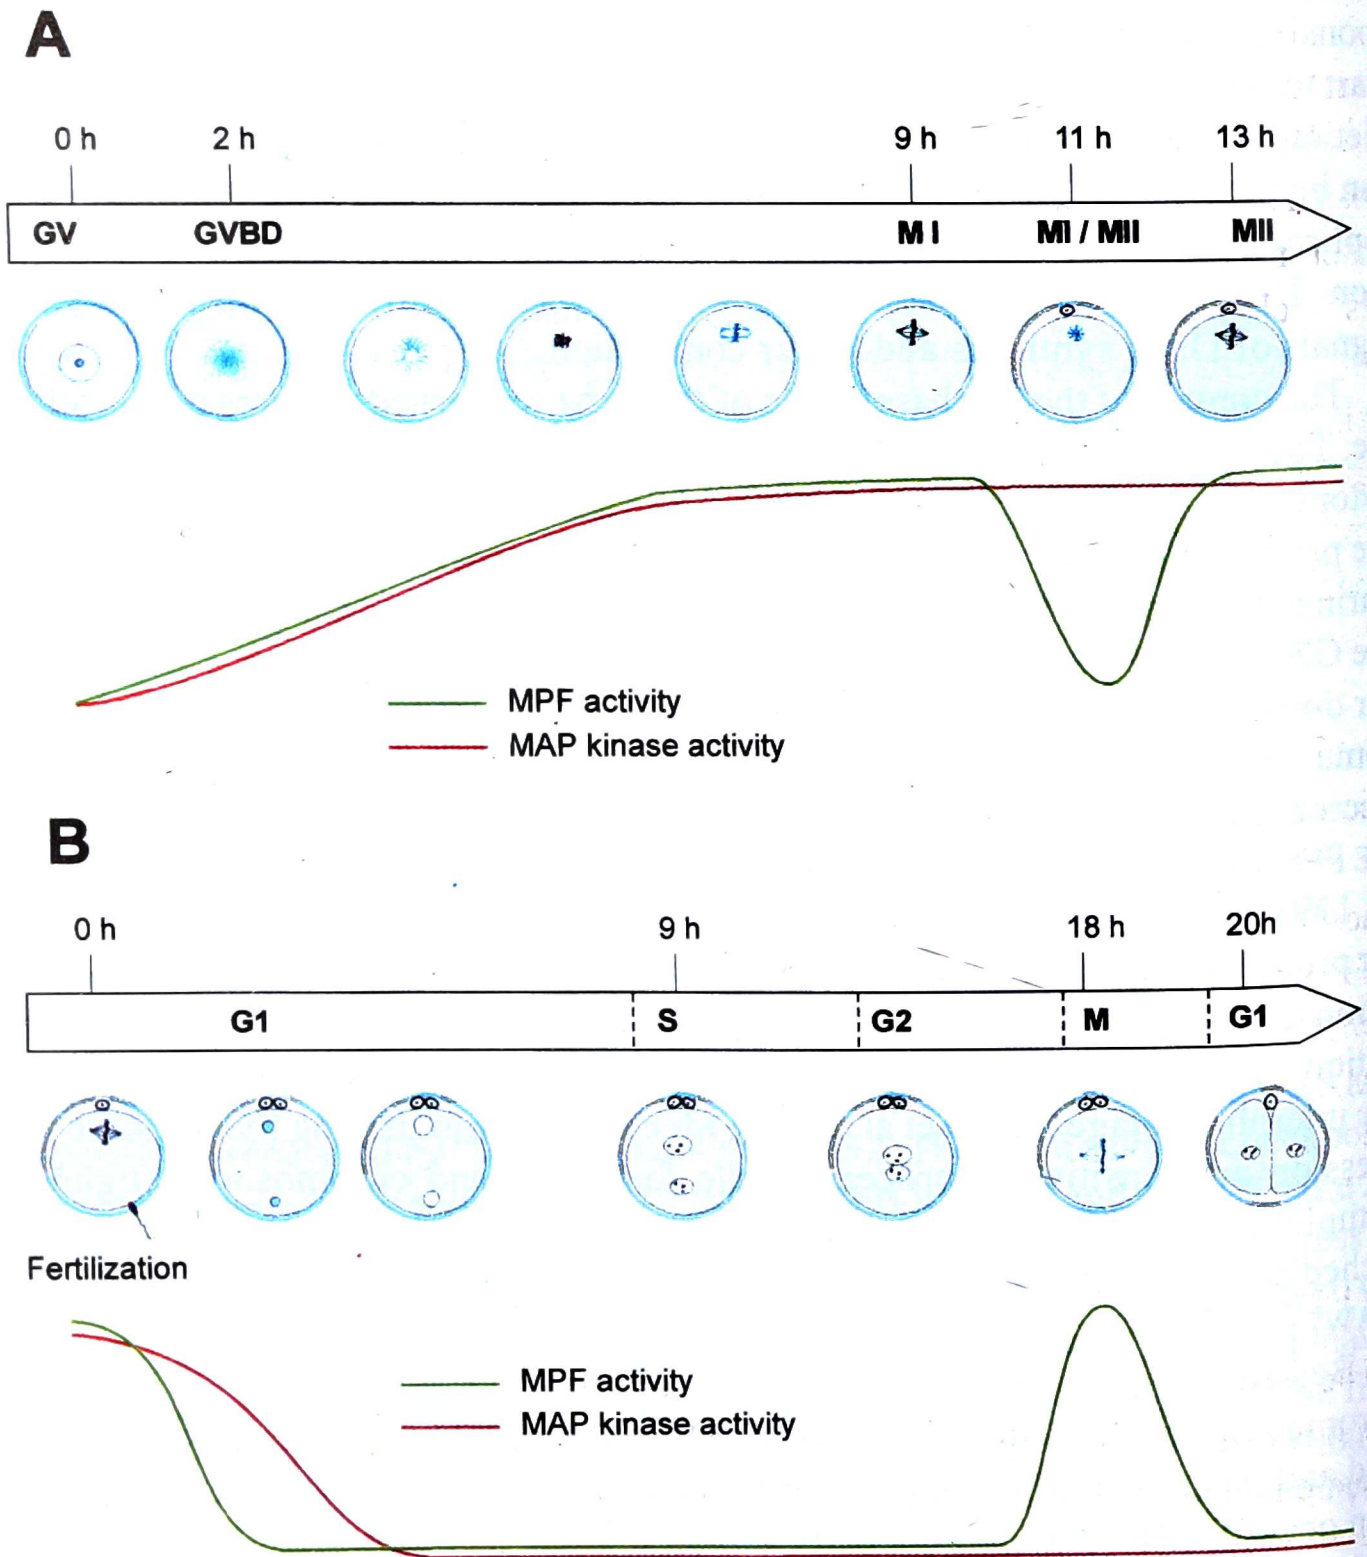 A
0 h 2 h 9 h 11 h 13 h
GV GVBD M I MI / MII MII
MPF activity
MAP kinase activity
B
0 h 9 h 18 h 20h
G1 S G2 M G1
Fertilization
MPF activity
MAP kinase activity